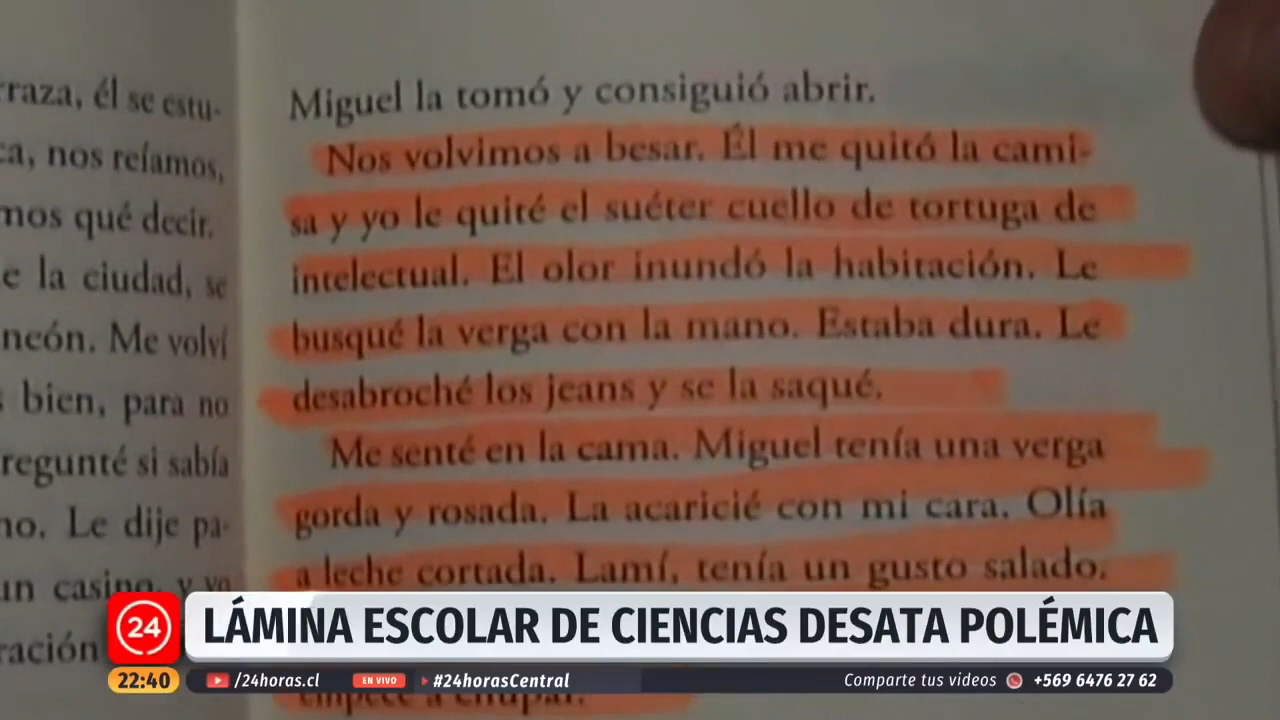 rraza, él se estu-
ca, nos reíamos,
mos qué decir.
e la ciudad, se
neón. Me volví
bien, para no
regunté si sabía
no. Le dije pa-
un casino, y yo
ración
Miguel la tomó y consiguió abrir.
Nos volvimos a besar. Él me quitó la cami-
sa y yo le quité el suéter cuello de tortuga de
intelectual. El olor inundó la habitación. Le
busqué la verga con la mano. Estaba dura. Le
desabroché los jeans y se la saqué.
Me senté en la cama. Miguel tenía una verga
gorda y rosada. La acaricié con mi cara. Olía
a leche cortada. Lamí, tenía un gusto salado.
empecé a chupar.
24
LÁMINA ESCOLAR DE CIENCIAS DESATA POLÉMICA
22:40 /24horas.cl EN VIVO #24horasCentral Comparte tus videos +569 6476 27 62